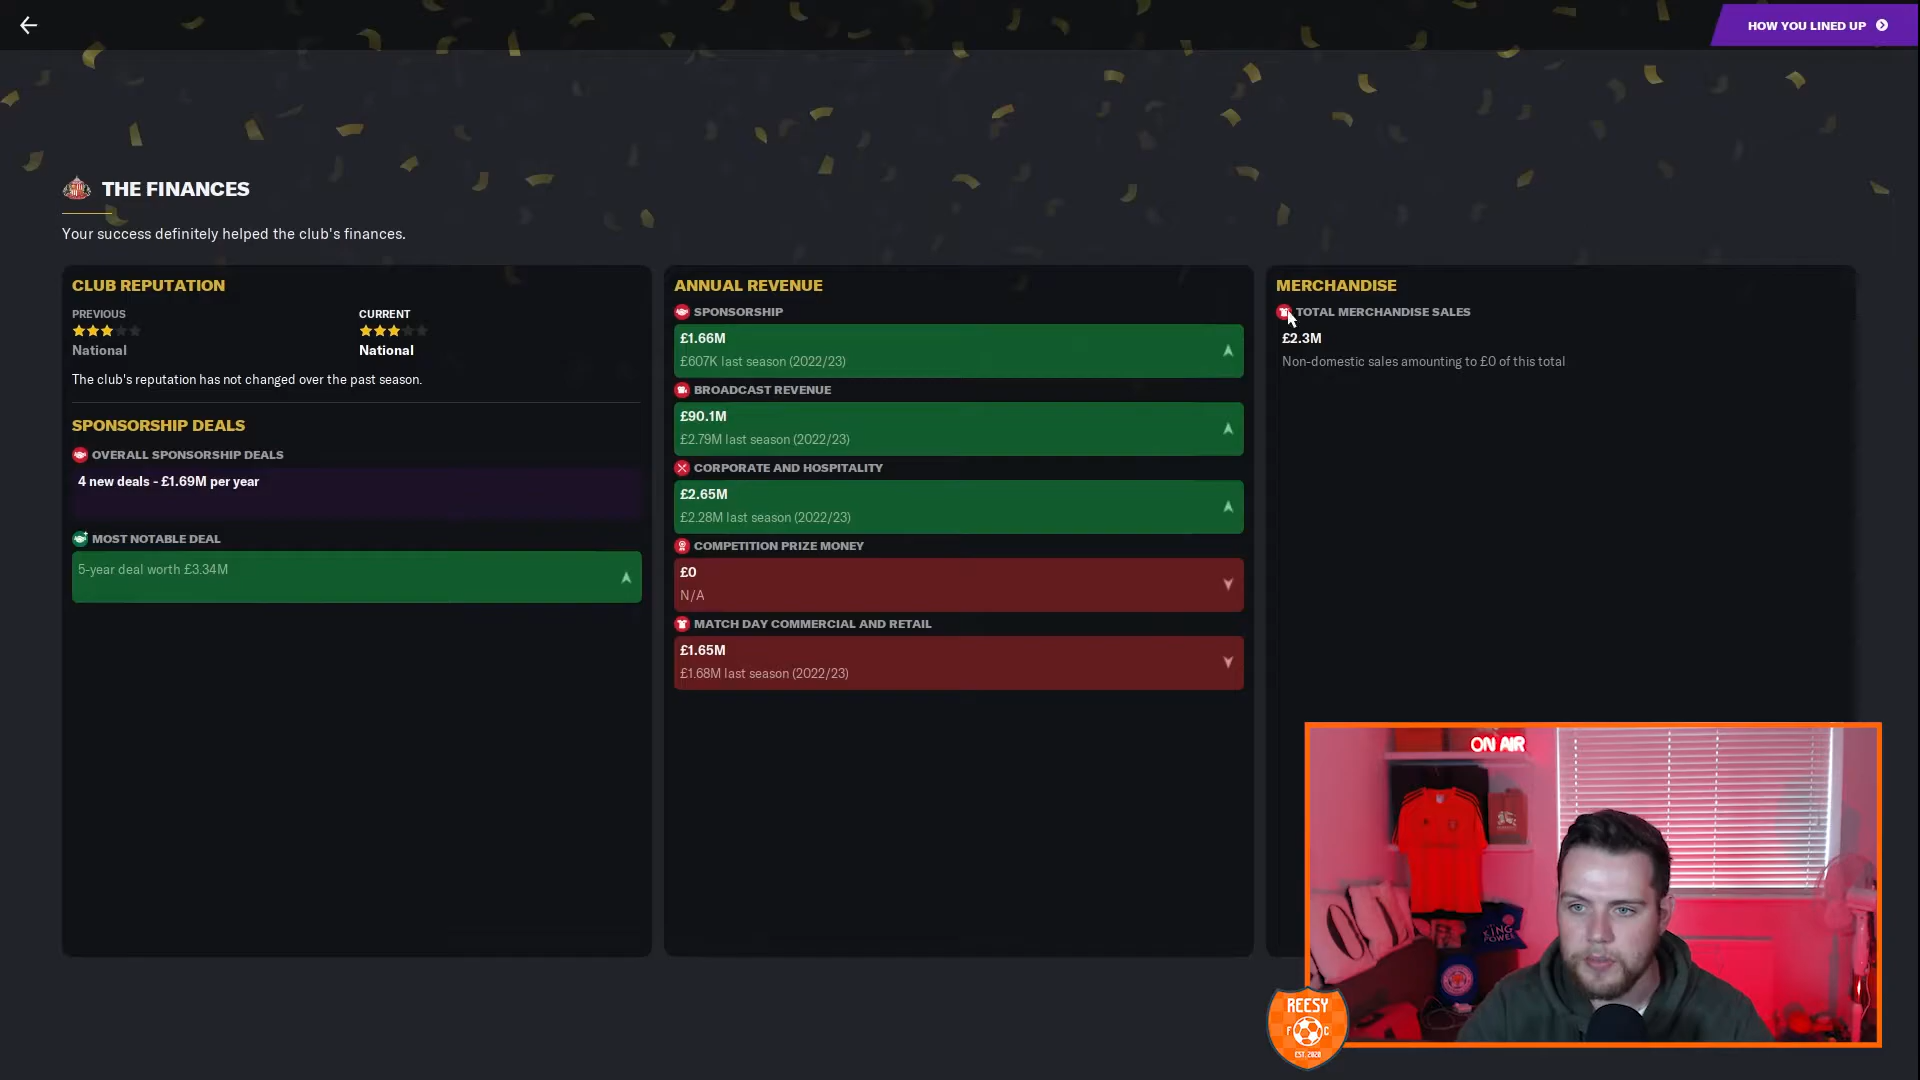 HOW YOU LINED UP
THE FINANCES
Your success definitely helped the club's finances.
CLUB REPUTATION
PREVIOUS
National
CURRENT
National
The club's reputation has not changed over the past season.
SPONSORSHIP DEALS
OVERALL SPONSORSHIP DEALS
4 new deals - £1.69M per year
MOST NOTABLE DEAL
5-year deal worth £3.34M
ANNUAL REVENUE
SPONSORSHIP
£1.66M
£607K last season (2022/23)
BROADCAST REVENUE
£90.1M
£2.79M last season (2022/23)
CORPORATE AND HOSPITALITY
£2.65M
£2.28M last season (2022/23)
COMPETITION PRIZE MONEY
£0
N/A
MATCH DAY COMMERCIAL AND RETAIL
£1.65M
£1.68M last season (2022/23)
MERCHANDISE
TOTAL MERCHANDISE SALES
£2.3M
Non-domestic sales amounting to £0 of this total
ON AIR
KING
POWER
REESY
F C
EST 2020